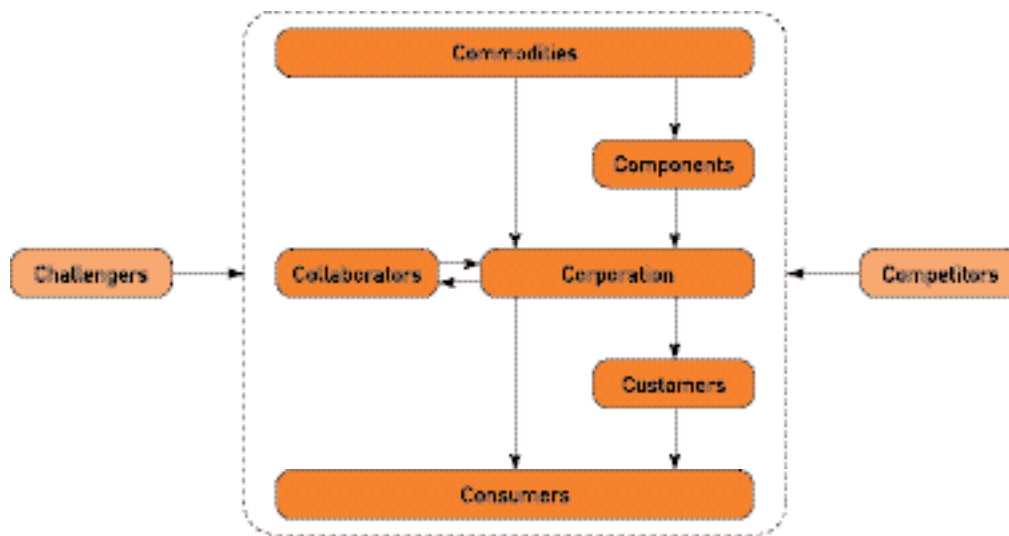 Commodities
Components
Challengers
Collaborators
Corporation
Competitors
Customers
Consumers